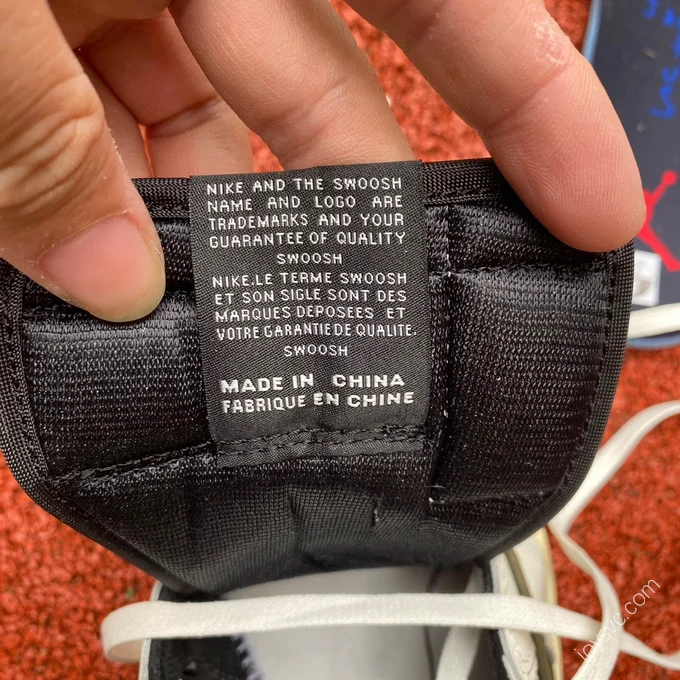 NIKE AND THE SWOOSH
NAME AND LOGO ARE
TRADEMARKS AND YOUR
GUARANTEE OF QUALITY
SWOOSH
NIKE.LE TERME SWOOSH
ET SON SIGLE SONT DES
MARQUES DEPOSEES ET
VOTRE GARANTIE DE QUALITE.
SWOOSH
MADE IN CHINA
FABRIQUE EN CHINE